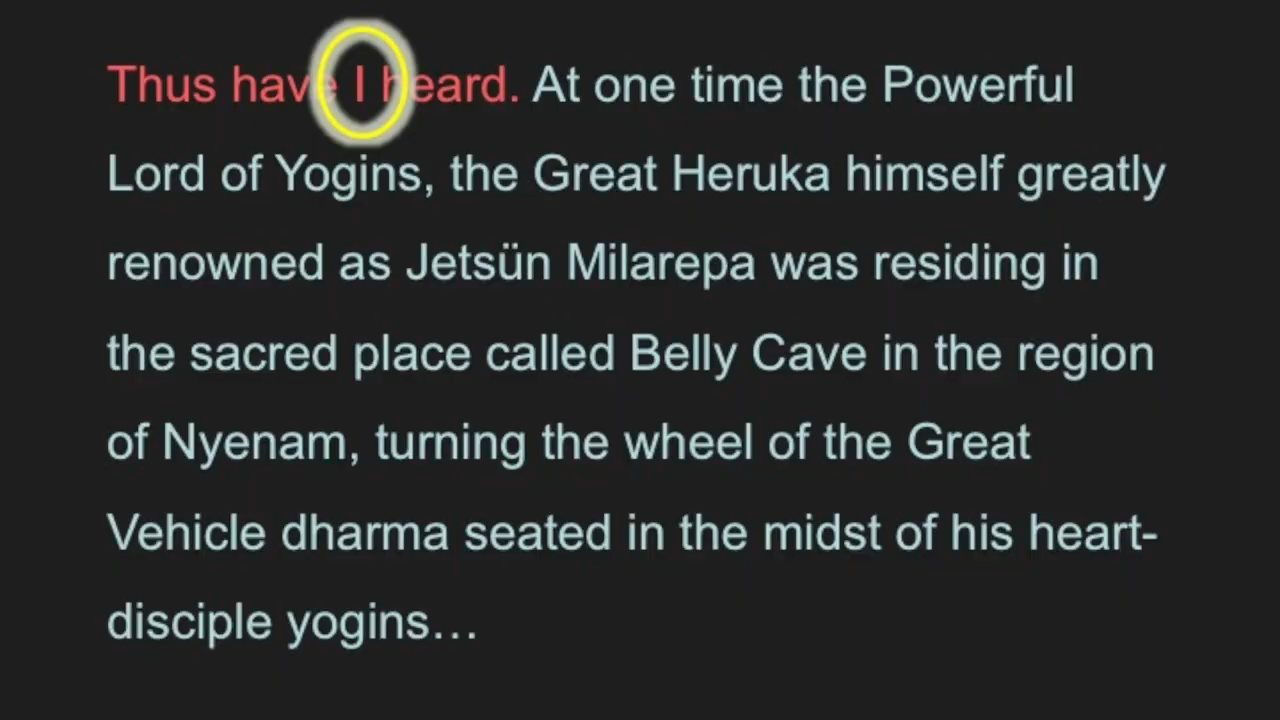 Thus have I heard. At one time the Powerful
Lord of Yogins, the Great Heruka himself greatly
renowned as Jetsün Milarepa was residing in
the sacred place called Belly Cave in the region
of Nyenam, turning the wheel of the Great
Vehicle dharma seated in the midst of his heart-
disciple yogins…